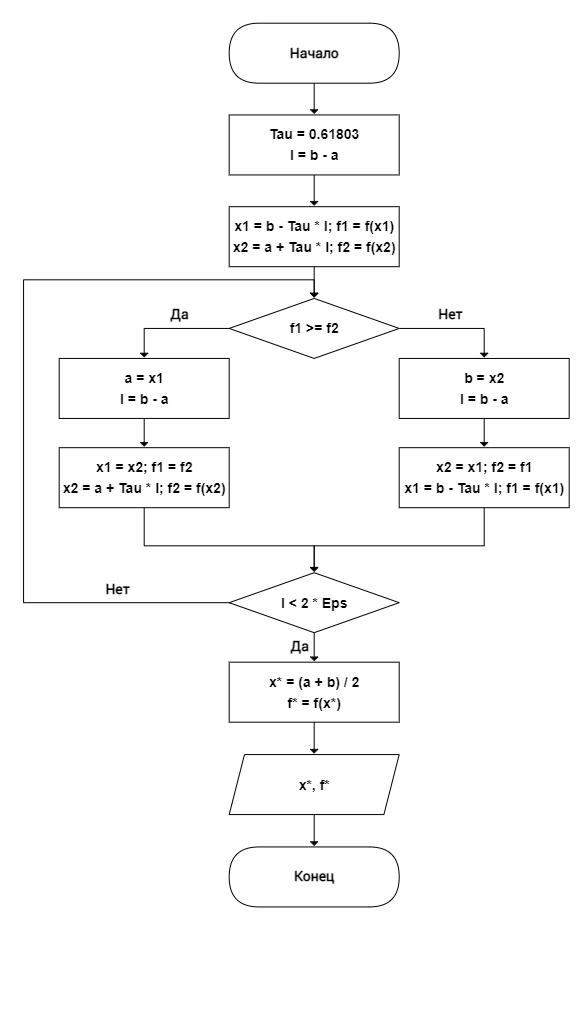 Начало
Tau = 0.61803
l = b - a
x1 = b - Tau * l; f1 = f(x1)
x2 = a + Tau * l; f2 = f(x2)
f1 >= f2
Да
Нет
a = x1
l = b - a
b = x2
l = b - a
x1 = x2; f1 = f2
x2 = a + Tau * l; f2 = f(x2)
x2 = x1; f2 = f1
x1 = b - Tau * l; f1 = f(x1)
l < 2 * Eps
Нет
Да
x* = (a + b) / 2
f* = f(x*)
x*, f*
Конец